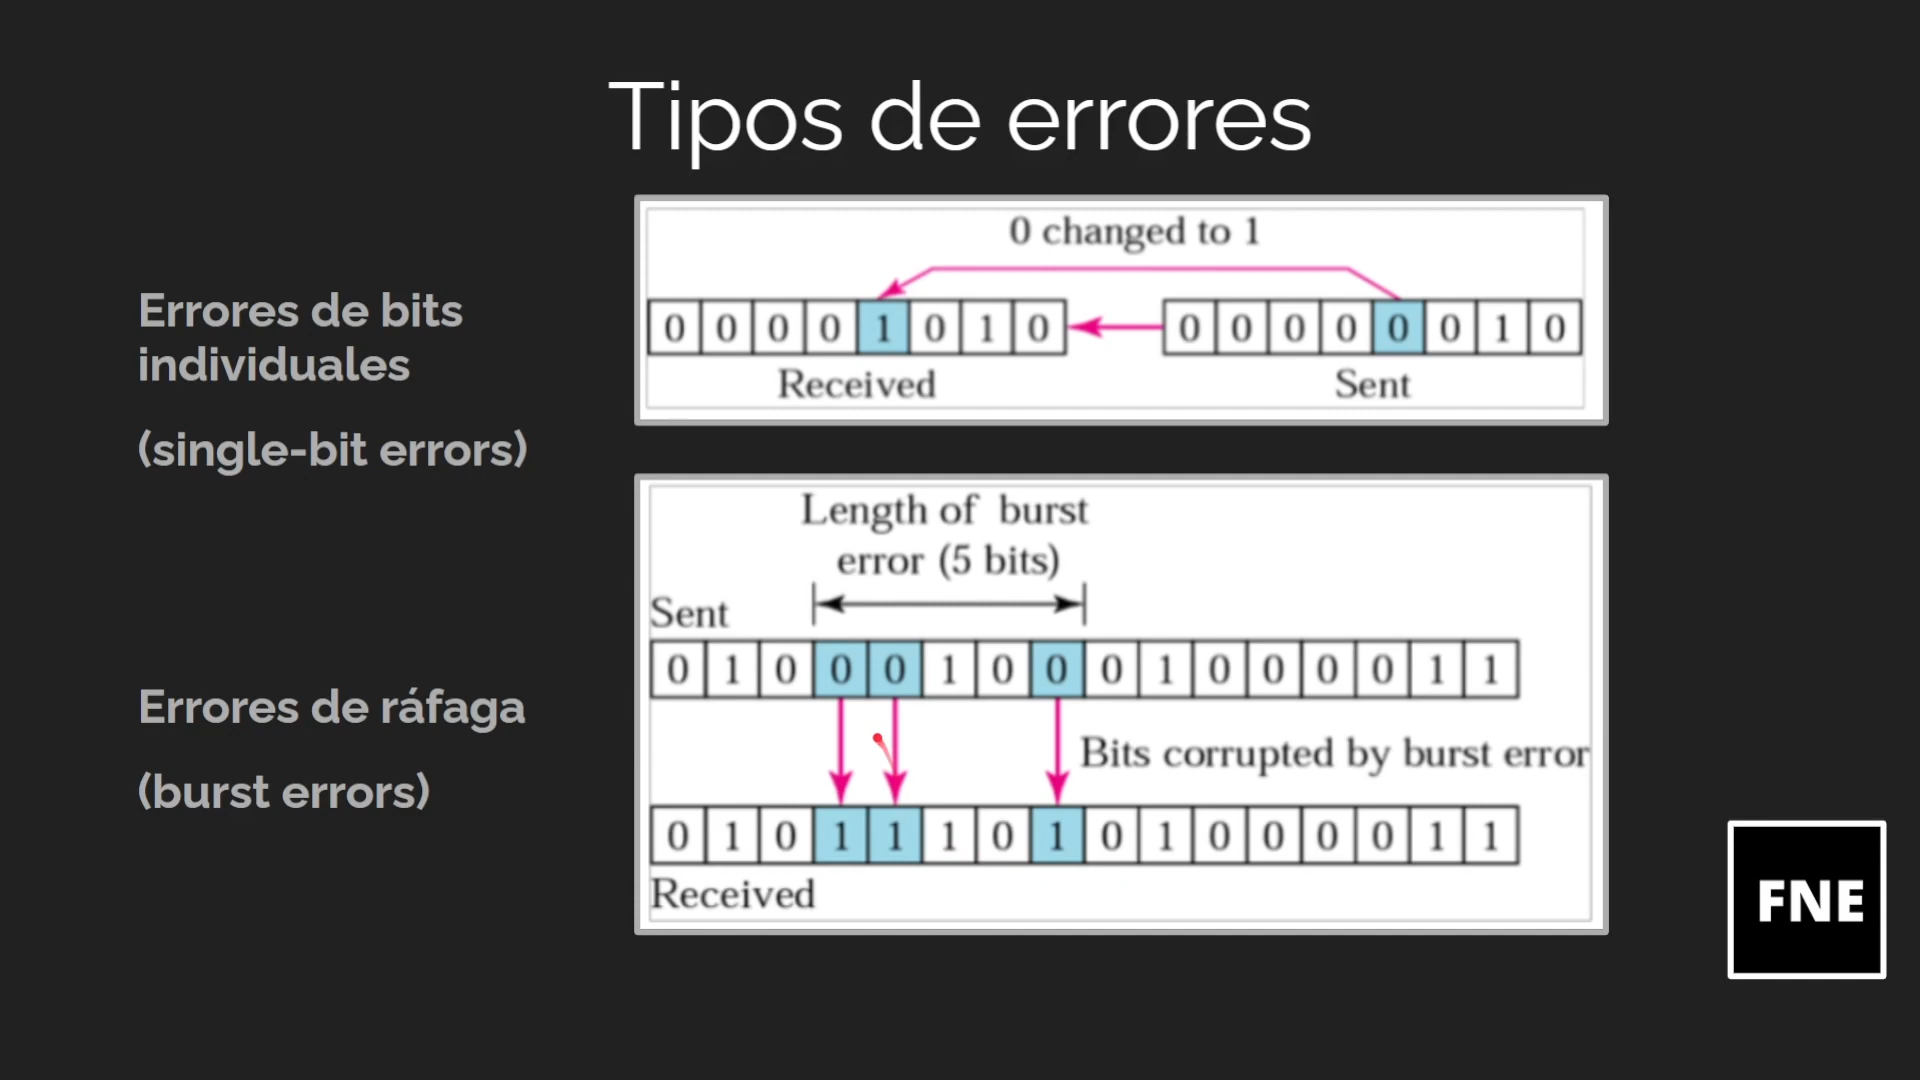 Tipos de errores
Errores de bits
individuales
(single-bit errors)
0 changed to 1
0 0 0 0 1 0 1 0
0 0 0 0 0 0 1 0
Received
Sent
Errores de ráfaga
(burst errors)
Length of burst
error (5 bits)
Sent
0 1 0 0 0 1 0 0 0 1 0 0 0 0 1 1
Bits corrupted by burst error
0 1 0 1 1 1 0 1 0 1 0 0 0 0 1 1
Received
FNE